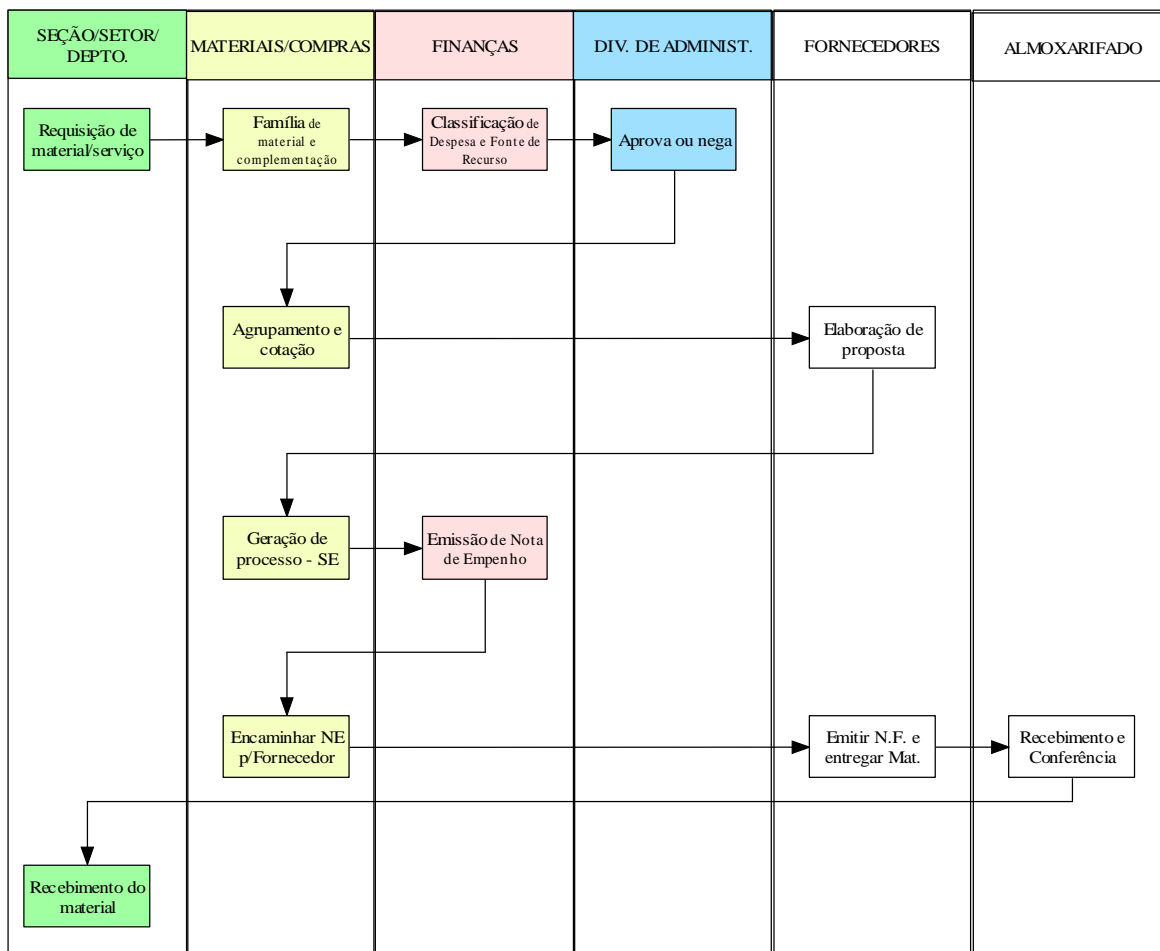 SEÇÃO/SETOR/
DEPTO.
MATERIAIS/COMPRAS
FINANÇAS
DIV. DE ADMINIST.
FORNECEDORES
ALMOXARIFADO
Requisição de
material/serviço
Família de
material e
complementação
Classificação de
Despesa e Fonte de
Recurso
Aprova ou nega
Agrupamento e
cotação
Elaboração de
proposta
Geração de
processo - SE
Emissão de Nota
de Empenho
Encaminhar NE
p/Fornecedor
Emitir N.F. e
entregar Mat.
Recebimento e
Conferência
Recebimento do
material